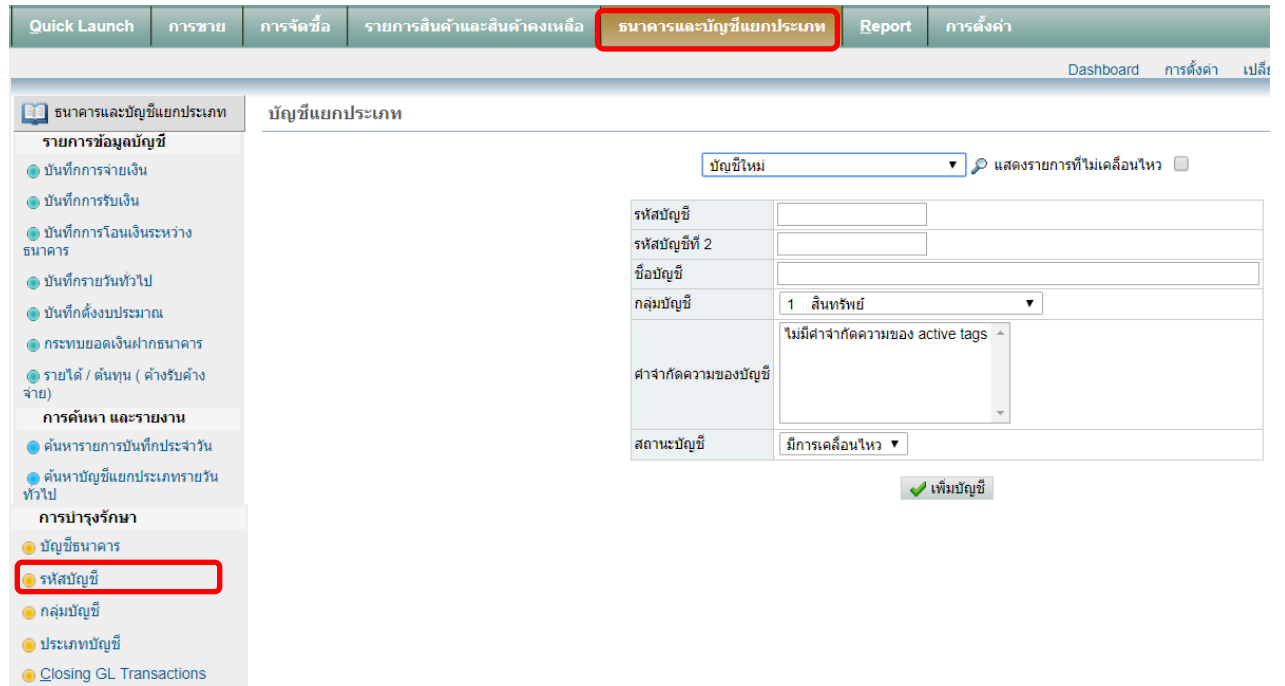 Quick Launch การขาย การจัดซื้อ รายการสินค้าและสินค้าคงเหลือ ธนาคารและบัญชีแยกประเภท Report การตั้งค่า
Dashboard การตั้งค่า เปลี่ย
ธนาคารและบัญชีแยกประเภท
บัญชีแยกประเภท
รายการข้อมูลบัญชี
บันทึกการจ่ายเงิน
บันทึกการรับเงิน
บันทึกการโอนเงินระหว่าง
ธนาคาร
บันทึกรายวันทั่วไป
บันทึกตั้งงบประมาณ
กระทบยอดเงินฝากธนาคาร
รายได้ / ต้นทุน ( ค้างรับค้าง
จ่าย)
การค้นหา และรายงาน
ค้นหารายการบันทึกประจำวัน
ค้นหาบัญชีแยกประเภทรายวัน
ทั่วไป
การบำรุงรักษา
บัญชีธนาคาร
รหัสบัญชี
กลุ่มบัญชี
ประเภทบัญชี
Closing GL Transactions
บัญชีใหม่ แสดงรายการที่ไม่เคลื่อนไหว
รหัสบัญชี
รหัสบัญชีที่ 2
ชื่อบัญชี
กลุ่มบัญชี 1 สินทรัพย์
คำจำกัดความของบัญชี ไม่มีคำจำกัดความของ active tags
สถานะบัญชี มีการเคลื่อนไหว
เพิ่มบัญชี